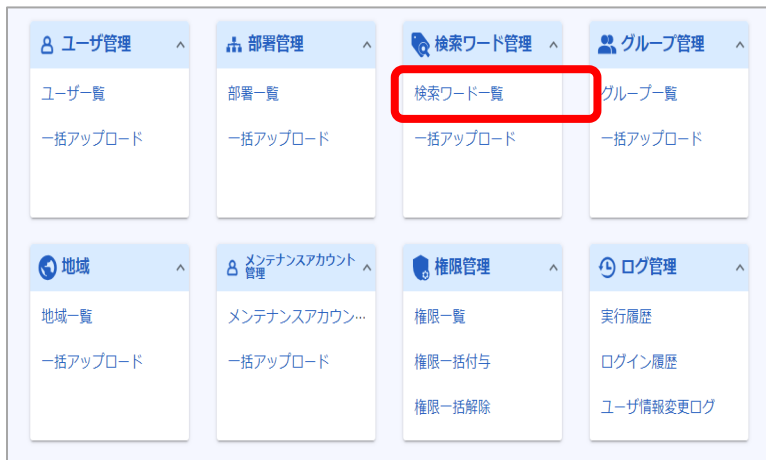 ユーザ管理
ユーザ一覧
一括アップロード
部署管理
部署一覧
一括アップロード
検索ワード管理
検索ワード一覧
一括アップロード
グループ管理
グループ一覧
一括アップロード
地域
地域一覧
一括アップロード
メンテナンスアカウント
管理
メンテナンスアカウン…
一括アップロード
権限管理
権限一覧
権限一括付与
権限一括解除
ログ管理
実行履歴
ログイン履歴
ユーザ情報変更ログ